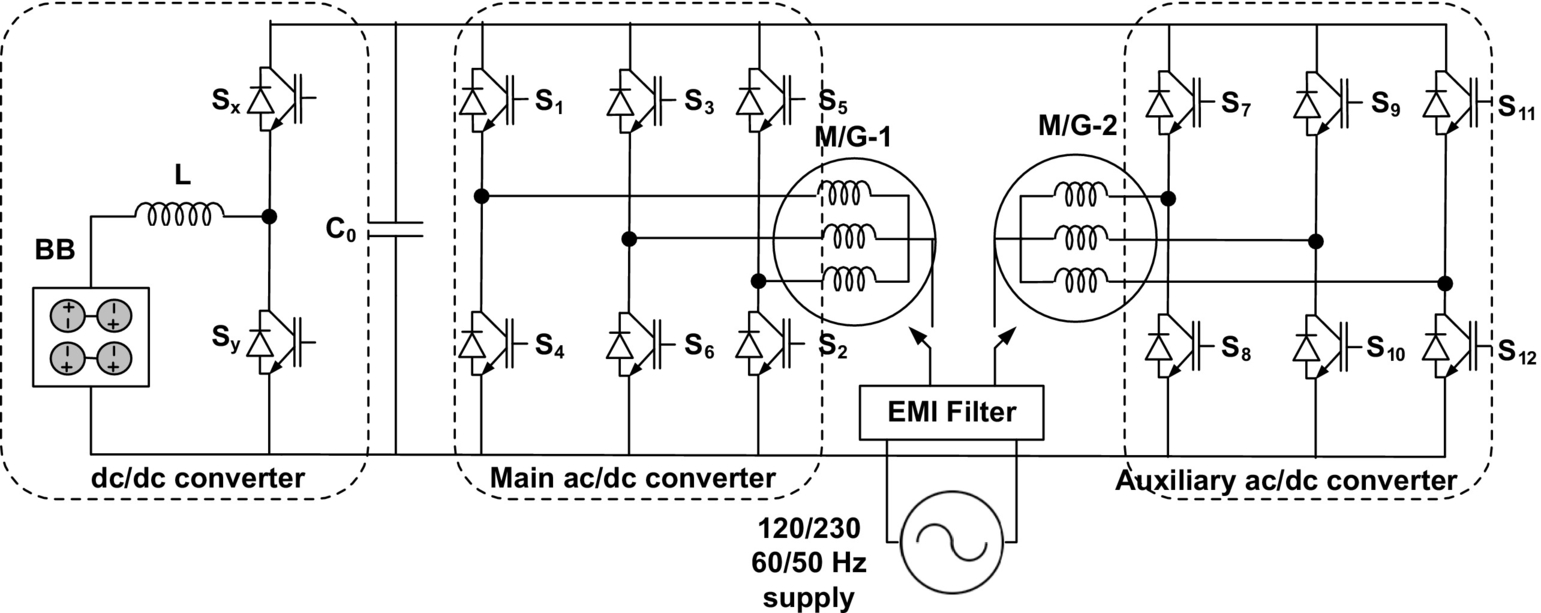 Sx
S1
S3
S5
M/G-1
M/G-2
S7
S9
S11
L
BB
C0
Sy
S4
S6
S2
S8
S10
S12
EMI Filter
dc/dc converter
Main ac/dc converter
Auxiliary ac/dc converter
120/230
60/50 Hz
supply